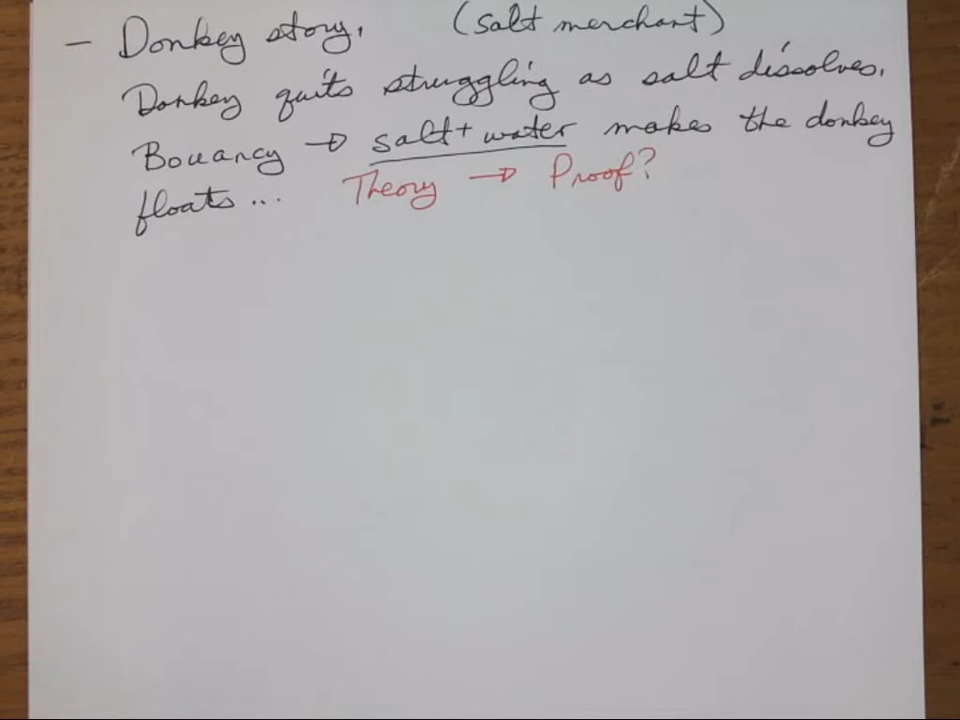 - Donkey story. (salt merchant)
Donkey quits struggling as salt dissolves.
Bouancy → salt + water makes the donkey
floats... Theory → Proof?